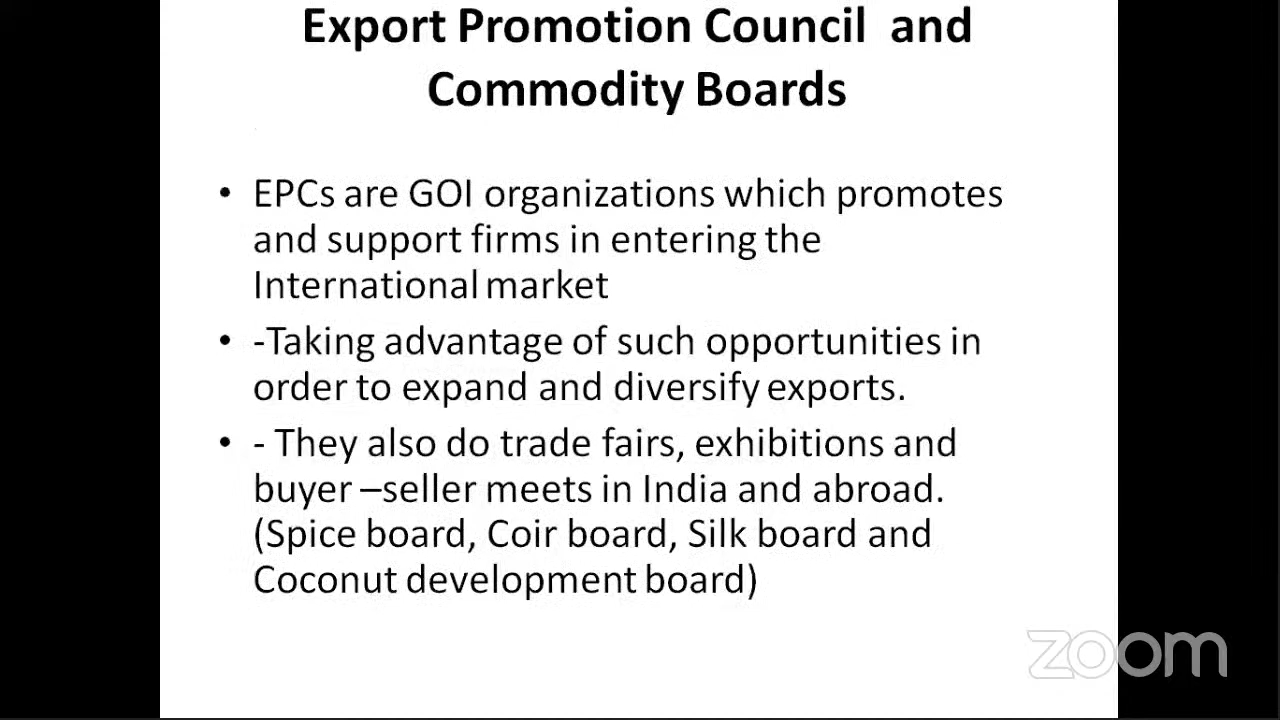 Export Promotion Council and
Commodity Boards
• EPCs are GOI organizations which promotes
and support firms in entering the
International market
• -Taking advantage of such opportunities in
order to expand and diversify exports.
• - They also do trade fairs, exhibitions and
buyer –seller meets in India and abroad.
(Spice board, Coir board, Silk board and
Coconut development board)
zoom